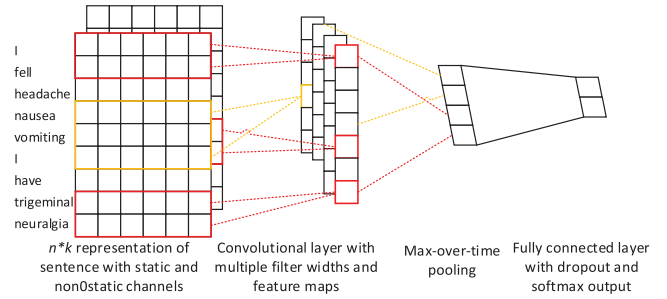 I
fell
headache
nausea
vomiting
I
have
trigeminal
neuralgia
n*k representation of
sentence with static and
non0static channels
Convolutional layer with
multiple filter widths and
feature maps
Max-over-time
pooling
Fully connected layer
with dropout and
softmax output